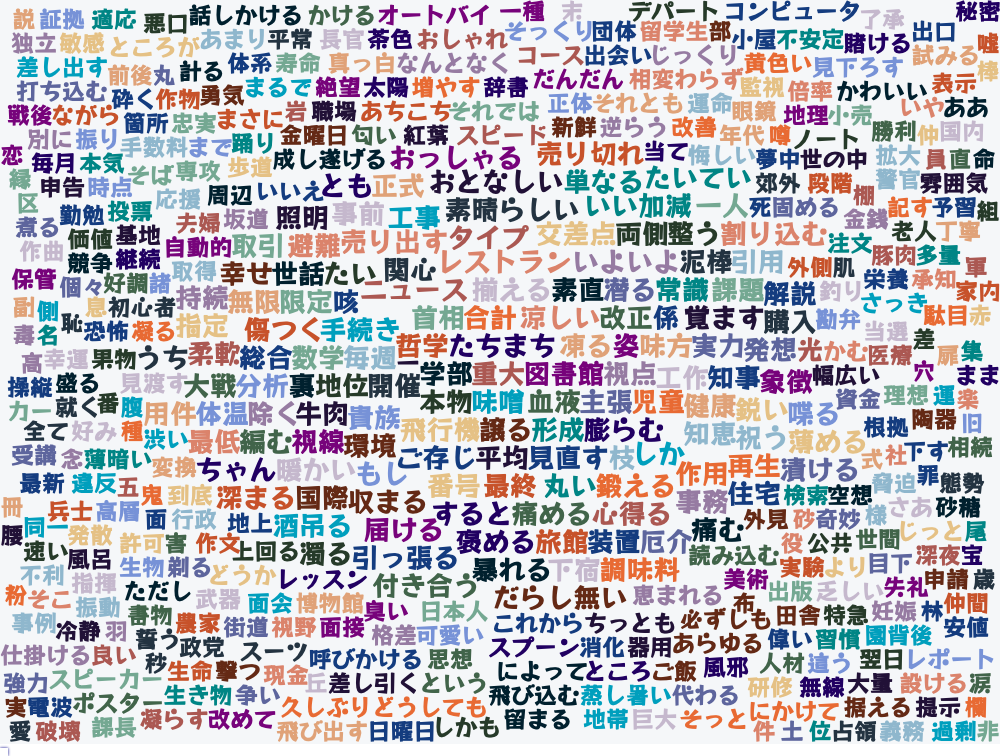 説 証拠 適応 悪口 話しかける かける オートバイ 一種 末 デパート コンピュータ 了承 秘密
独立 敏感 ところが あまり 平常 長官 茶色 おしゃれ そっくり 団体 留学生 部 小屋 不安定 賭ける 出口 嘘
差し出す 前後 丸 計る 体系 寿命 真っ白 なんとなく コース 出会い じっくり 黄色い 見下ろす 試みる 棒
打ち込む 砕く 作物 勇気 まるで 絶望 太陽 増やす 辞書 だんだん 相変わらず 監視 倍率 かわいい 表示
戦後 ながら 箇所 忠実 まさに 岩 職場 あちこち それでは 正体 それとも 運命 眼鏡 地理 小売 いや ああ
恋 別に 振り 手数料 まで 踊り 金曜日 匂い 紅葉 スピード 新鮮 逆らう 改善 年代 噂 ノート 勝利 仲 国内
縁 毎月 本気 そば 専攻 歩道 成し遂げる おっしゃる 売り切れ 当て 悔しい 夢中 世の中 拡大 員 直 命
区 申告 時点 応援 周辺 いいえ とも 正式 おとなしい 単なる たいてい 郊外 段階 棚 警官 雰囲気
煮る 勤勉 投票 夫婦 坂道 照明 事前 工事 素晴らしい いい加減 一人 死 固める 金銭 記す 予習 組
作曲 価値 基地 自動的 取引 避難 売り出す タイプ 交差点 両側 整う 割り込む 注文 老人 丁寧
競争 継続 取得 幸せ 世話 たい 関心 レストラン いよいよ 泥棒 引用 外側 肌 豚肉 多量 軍
保管 個々 好調 諸 持続 無限 限定 咳 ニュース 揃える 素直 潜る 常識 課題 解説 釣り 栄養 承知 家内
副 側 息 初心者 さっき 駄目 赤
毒 名 恥 恐怖 凝る 指定 傷つく 手続き 首相 合計 涼しい 改正 係 覚ます 購入 勘弁 当選 差
高 幸運 果物 うち 柔軟 総合 数学 毎週 哲学 たちまち 凍る 姿 味方 実力 発想 光 かむ 医療 穴 扉 集
操縦 盛る 見渡す 大戦 分析 裏 地位 開催 学部 重大 図書館 視点 工作 知事 象徴 幅広い まま
カー 就く 番 腹 用件 体温 除く 牛肉 貴族 本物 味噌 血液 主張 児童 健康 鋭い 喋る 資金 理想 運 楽
全て 好み 種 渋い 最低 編む 視線 環境 飛行機 譲る 形成 膨らむ 知恵 祝う 薄める 根拠 陶器 旧
受講 念 薄暗い 変換 ちゃん 暖かい もし ご存じ 平均 見直す 枝 しか 作用 再生 漬ける 式 社 下す 相続
最新 違反 五 鬼 到底 深まる 国際 収まる 番号 最終 丸い 鍛える 事務 住宅 検索 空想 脅迫 罪 態勢
冊 兵士 高層 面 行政 地上 酒 吊る 届ける すると 痛める 心得る 痛む 外見 砂 奇妙 様 さあ 砂糖
腰 同一 発散 許可 害 作文 上回る 濁る 引っ張る 褒める 旅館 装置 厄介 読み込む 役 公共 世間 じっと 尾
速い 風呂 生物 剃る どうか レッスン 付き合う 暴れる 下宿 調味料 実験 より 目下 深夜 宝
粉 不利 そこ 指揮 ただし 武器 面会 博物館 臭い 日本人 だらし無い 恵まれる 美術 出版 乏しい 失礼 申請 歳
事例 振動 書物 農家 街道 視野 面接 格差 可愛い これから ちっとも 布 必ずしも 田舎 特急 妊娠 林 仲間
冷静 羽 誓う 政党 スーツ 呼びかける 思想 スプーン 消化 器用 あらゆる 偉い 習慣 園 背後 安値
仕掛ける 良い 秒 生命 撃つ 現金 丘 差し引く という によって ところ ご飯 風邪 人材 違う 翌日 レポート
強力 スピーカー 生き物 争い 久しぶり どうしても 飛び込む 蒸し暑い 代わる 研修 無線 大量 設ける 涙
実 電波 ポスター 凝らす 改めて 飛び出す 日曜日 しかも 留まる 地帯 巨大 そっと にかけて 据える 提示 欄
愛 破壊 課長 件 土 位 占領 義務 過剰 非